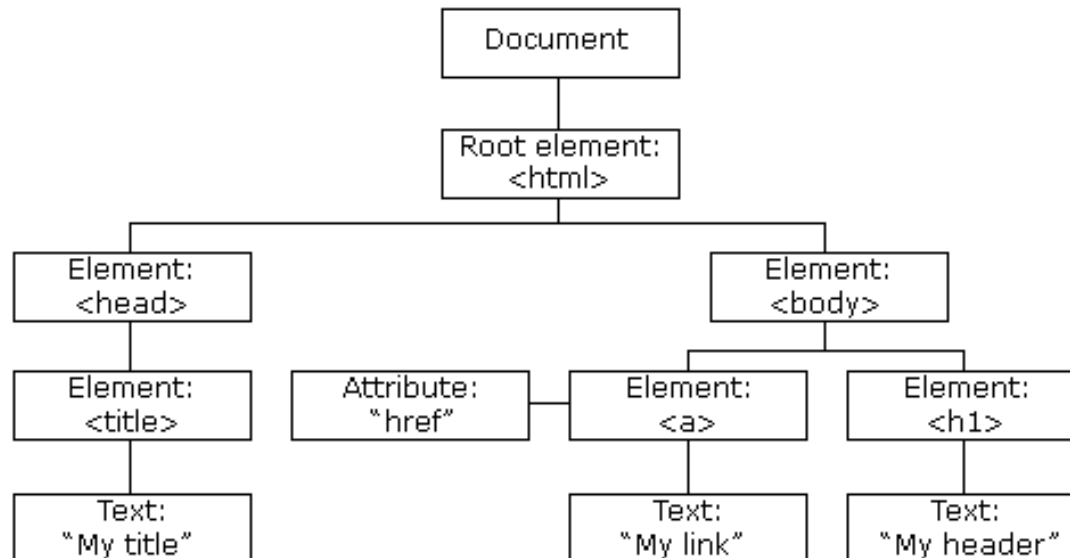 Document
Root element:
<html>
Element:
<head>
Element:
<body>
Element:
<title>
Attribute:
“href”
Element:
<a>
Element:
<h1>
Text:
“My title”
Text:
“My link”
Text:
“My header”